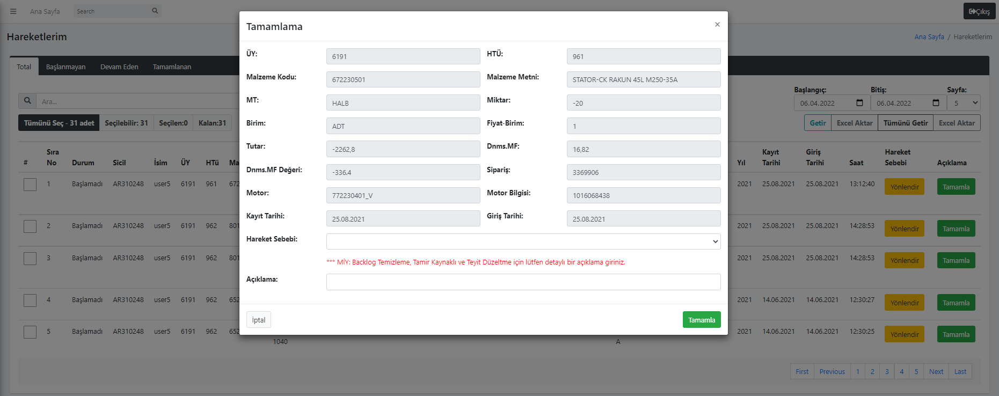 Ana Sayfa
Search
Çıkış
Hareketlerim
Ana Sayfa / Hareketlerim
Total
Başlanmayan
Devam Eden
Tamamlanan
Ara...
Başlangıç:
Bitiş:
Sayfa:
06.04.2022
06.04.2022
5
Tümünü Seç - 31 adet
Seçilebilir: 31
Seçilen:0
Kalan:31
Getir
Excel Aktar
Tümünü Getir
Excel Aktar
# Sıra No Durum Sicil İsim ÜY HTü Ma Yıl Kayıt Tarihi Giriş Tarihi Saat Hareket Sebebi Açıklama
1 Başlamadı AR310248 user5 6191 961 672 2021 25.08.2021 25.08.2021 13:12:40 Yönlendir Tamamla
2 Başlamadı AR310248 user5 6191 962 801 2021 25.08.2021 25.08.2021 14:28:53 Yönlendir Tamamla
3 Başlamadı AR310248 user5 6191 962 801 2021 25.08.2021 25.08.2021 14:28:53 Yönlendir Tamamla
4 Başlamadı AR310248 user5 6191 962 652 2021 14.06.2021 14.06.2021 12:30:27 Yönlendir Tamamla
5 Başlamadı AR310248 user5 6191 962 652 2021 14.06.2021 14.06.2021 12:30:25 Yönlendir Tamamla
1040 A
First Previous 1 2 3 4 5 Next Last
Tamamlama
×
ÜY: 6191 HTÜ: 961
Malzeme Kodu: 672230501 Malzeme Metni: STATOR-CK RAKUN 45L M250-35A
MT: HALB Miktar: -20
Birim: ADT Fiyat-Birim: 1
Tutar: -2262,8 Dnms.MF: 16,82
Dnms.MF Değeri: -336.4 Sipariş: 3369906
Motor: 772230401_V Motor Bilgisi: 1016068438
Kayıt Tarihi: 25.08.2021 Giriş Tarihi: 25.08.2021
Hareket Sebebi:
*** MİY: Backlog Temizleme, Tamir Kaynaklı ve Teyit Düzeltme için lütfen detaylı bir açıklama giriniz.
Açıklama:
İptal
Tamamla